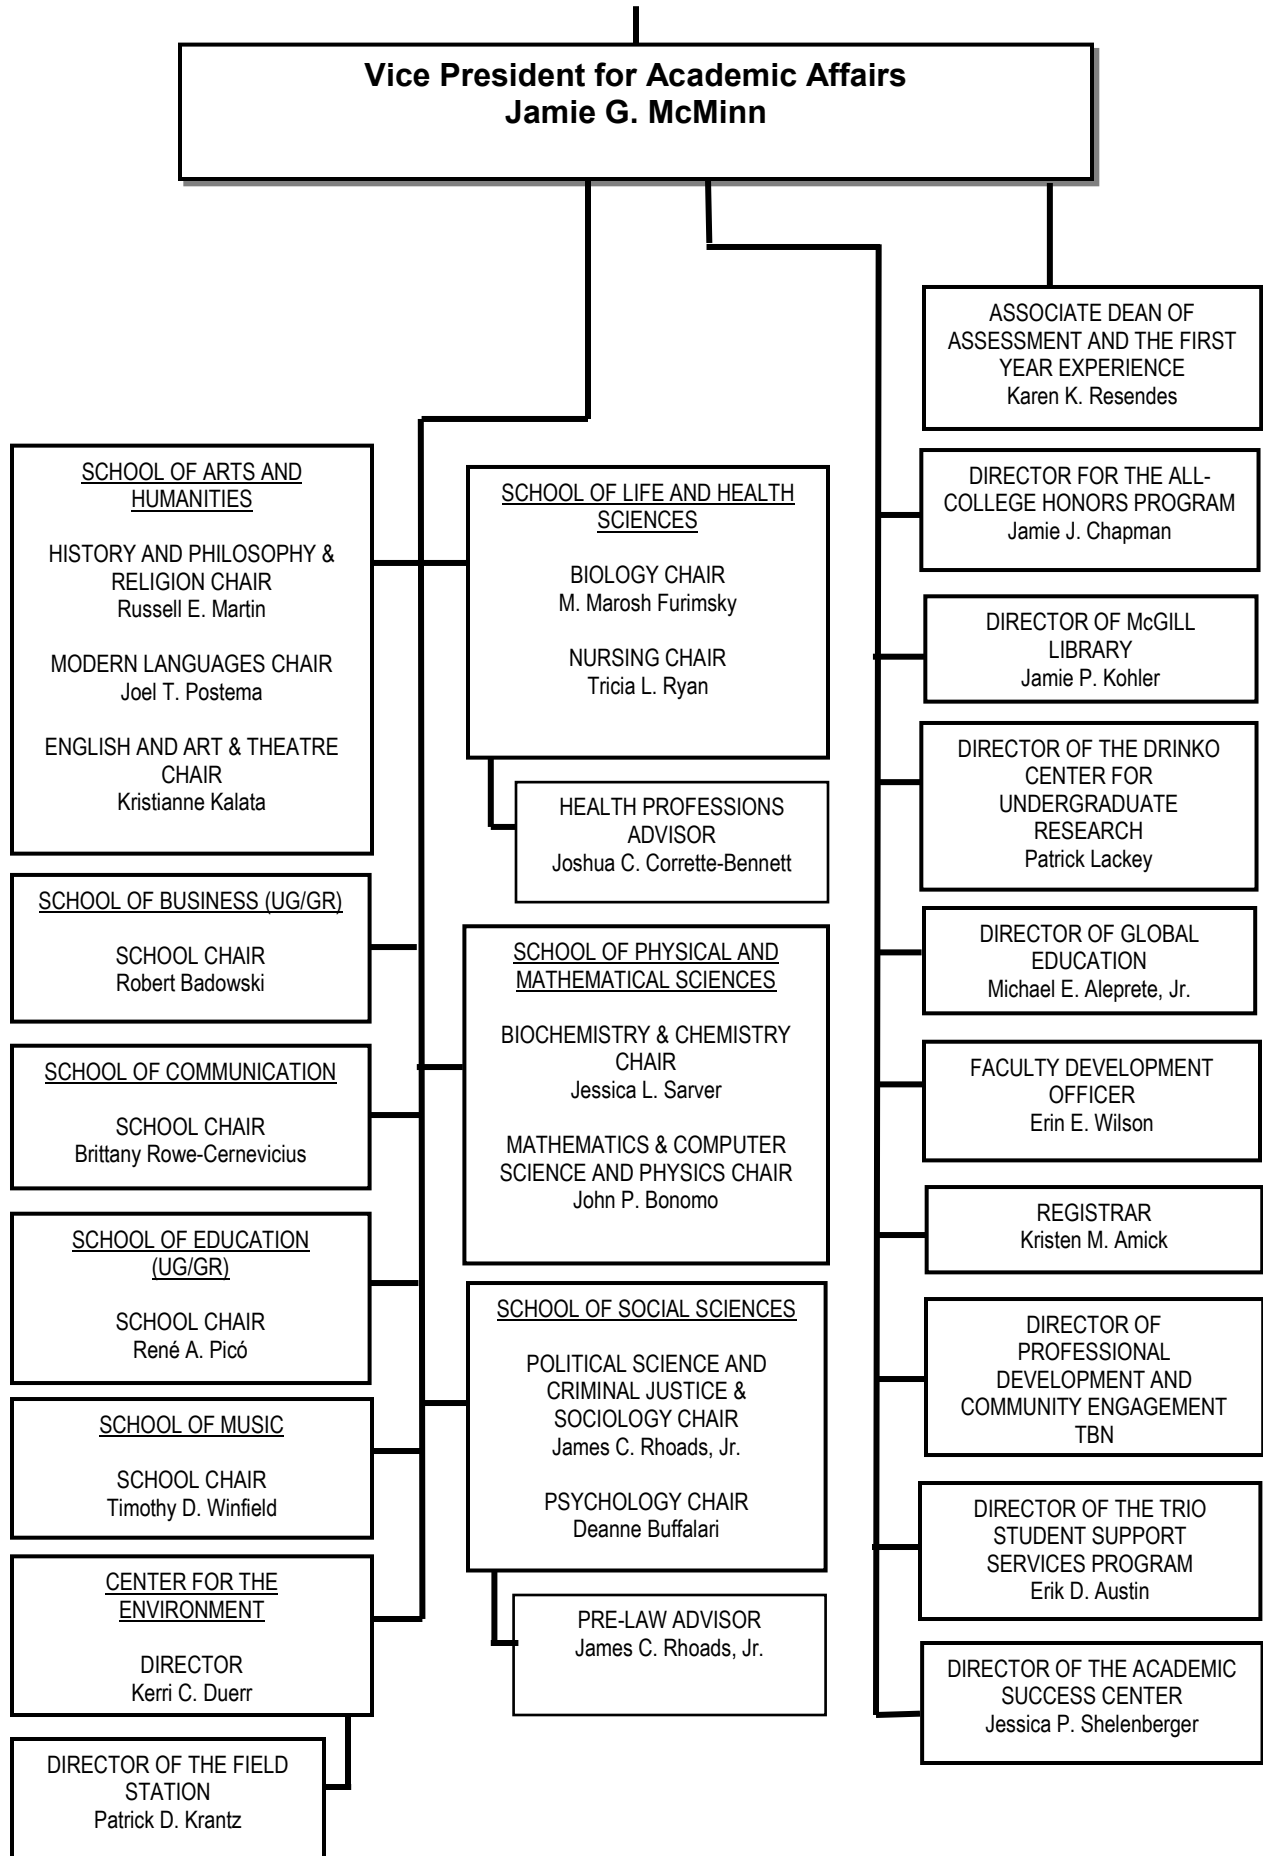 Vice President for Academic Affairs
Jamie G. McMinn
SCHOOL OF ARTS AND
HUMANITIES
HISTORY AND PHILOSOPHY &
RELIGION CHAIR
Russell E. Martin
MODERN LANGUAGES CHAIR
Joel T. Postema
ENGLISH AND ART & THEATRE
CHAIR
Kristianne Kalata
SCHOOL OF BUSINESS (UG/GR)
SCHOOL CHAIR
Robert Badowski
SCHOOL OF COMMUNICATION
SCHOOL CHAIR
Brittany Rowe-Cernevicius
SCHOOL OF EDUCATION
(UG/GR)
SCHOOL CHAIR
René A. Picó
SCHOOL OF MUSIC
SCHOOL CHAIR
Timothy D. Winfield
CENTER FOR THE
ENVIRONMENT
DIRECTOR
Kerri C. Duerr
DIRECTOR OF THE FIELD
STATION
Patrick D. Krantz
SCHOOL OF LIFE AND HEALTH
SCIENCES
BIOLOGY CHAIR
M. Marosh Furimsky
NURSING CHAIR
Tricia L. Ryan
HEALTH PROFESSIONS
ADVISOR
Joshua C. Corrette-Bennett
SCHOOL OF PHYSICAL AND
MATHEMATICAL SCIENCES
BIOCHEMISTRY & CHEMISTRY
CHAIR
Jessica L. Sarver
MATHEMATICS & COMPUTER
SCIENCE AND PHYSICS CHAIR
John P. Bonomo
SCHOOL OF SOCIAL SCIENCES
POLITICAL SCIENCE AND
CRIMINAL JUSTICE &
SOCIOLOGY CHAIR
James C. Rhoads, Jr.
PSYCHOLOGY CHAIR
Deanne Buffalari
PRE-LAW ADVISOR
James C. Rhoads, Jr.
ASSOCIATE DEAN OF
ASSESSMENT AND THE FIRST
YEAR EXPERIENCE
Karen K. Resendes
DIRECTOR FOR THE ALL-
COLLEGE HONORS PROGRAM
Jamie J. Chapman
DIRECTOR OF McGILL
LIBRARY
Jamie P. Kohler
DIRECTOR OF THE DRINKO
CENTER FOR
UNDERGRADUATE
RESEARCH
Patrick Lackey
DIRECTOR OF GLOBAL
EDUCATION
Michael E. Aleprete, Jr.
FACULTY DEVELOPMENT
OFFICER
Erin E. Wilson
REGISTRAR
Kristen M. Amick
DIRECTOR OF
PROFESSIONAL
DEVELOPMENT AND
COMMUNITY ENGAGEMENT
TBN
DIRECTOR OF THE TRIO
STUDENT SUPPORT
SERVICES PROGRAM
Erik D. Austin
DIRECTOR OF THE ACADEMIC
SUCCESS CENTER
Jessica P. Shelenberger